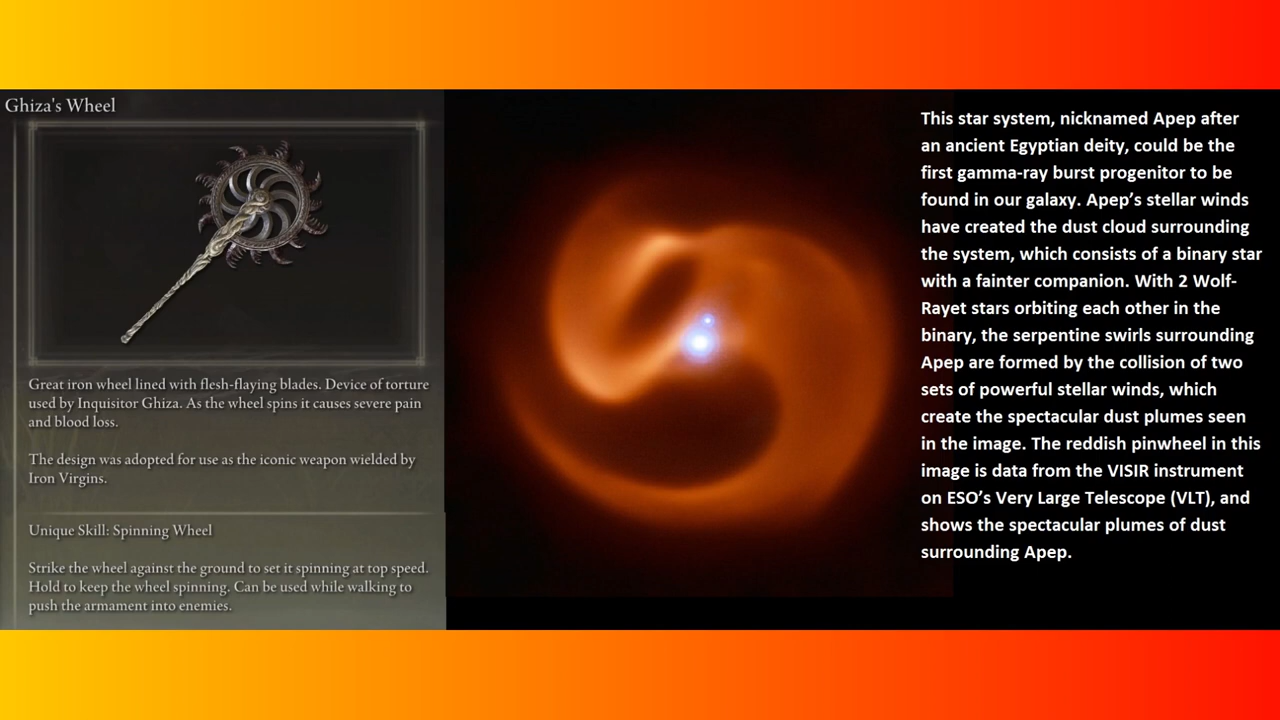 Ghiza's Wheel
Great iron wheel lined with flesh-flaying blades. Device of torture
used by Inquisitor Ghiza. As the wheel spins it causes severe pain
and blood loss.
The design was adopted for use as the iconic weapon wielded by
Iron Virgins.
Unique Skill: Spinning Wheel
Strike the wheel against the ground to set it spinning at top speed.
Hold to keep the wheel spinning. Can be used while walking to
push the armament into enemies.
This star system, nicknamed Apep after
an ancient Egyptian deity, could be the
first gamma-ray burst progenitor to be
found in our galaxy. Apep’s stellar winds
have created the dust cloud surrounding
the system, which consists of a binary star
with a fainter companion. With 2 Wolf-
Rayet stars orbiting each other in the
binary, the serpentine swirls surrounding
Apep are formed by the collision of two
sets of powerful stellar winds, which
create the spectacular dust plumes seen
in the image. The reddish pinwheel in this
image is data from the VISIR instrument
on ESO’s Very Large Telescope (VLT), and
shows the spectacular plumes of dust
surrounding Apep.